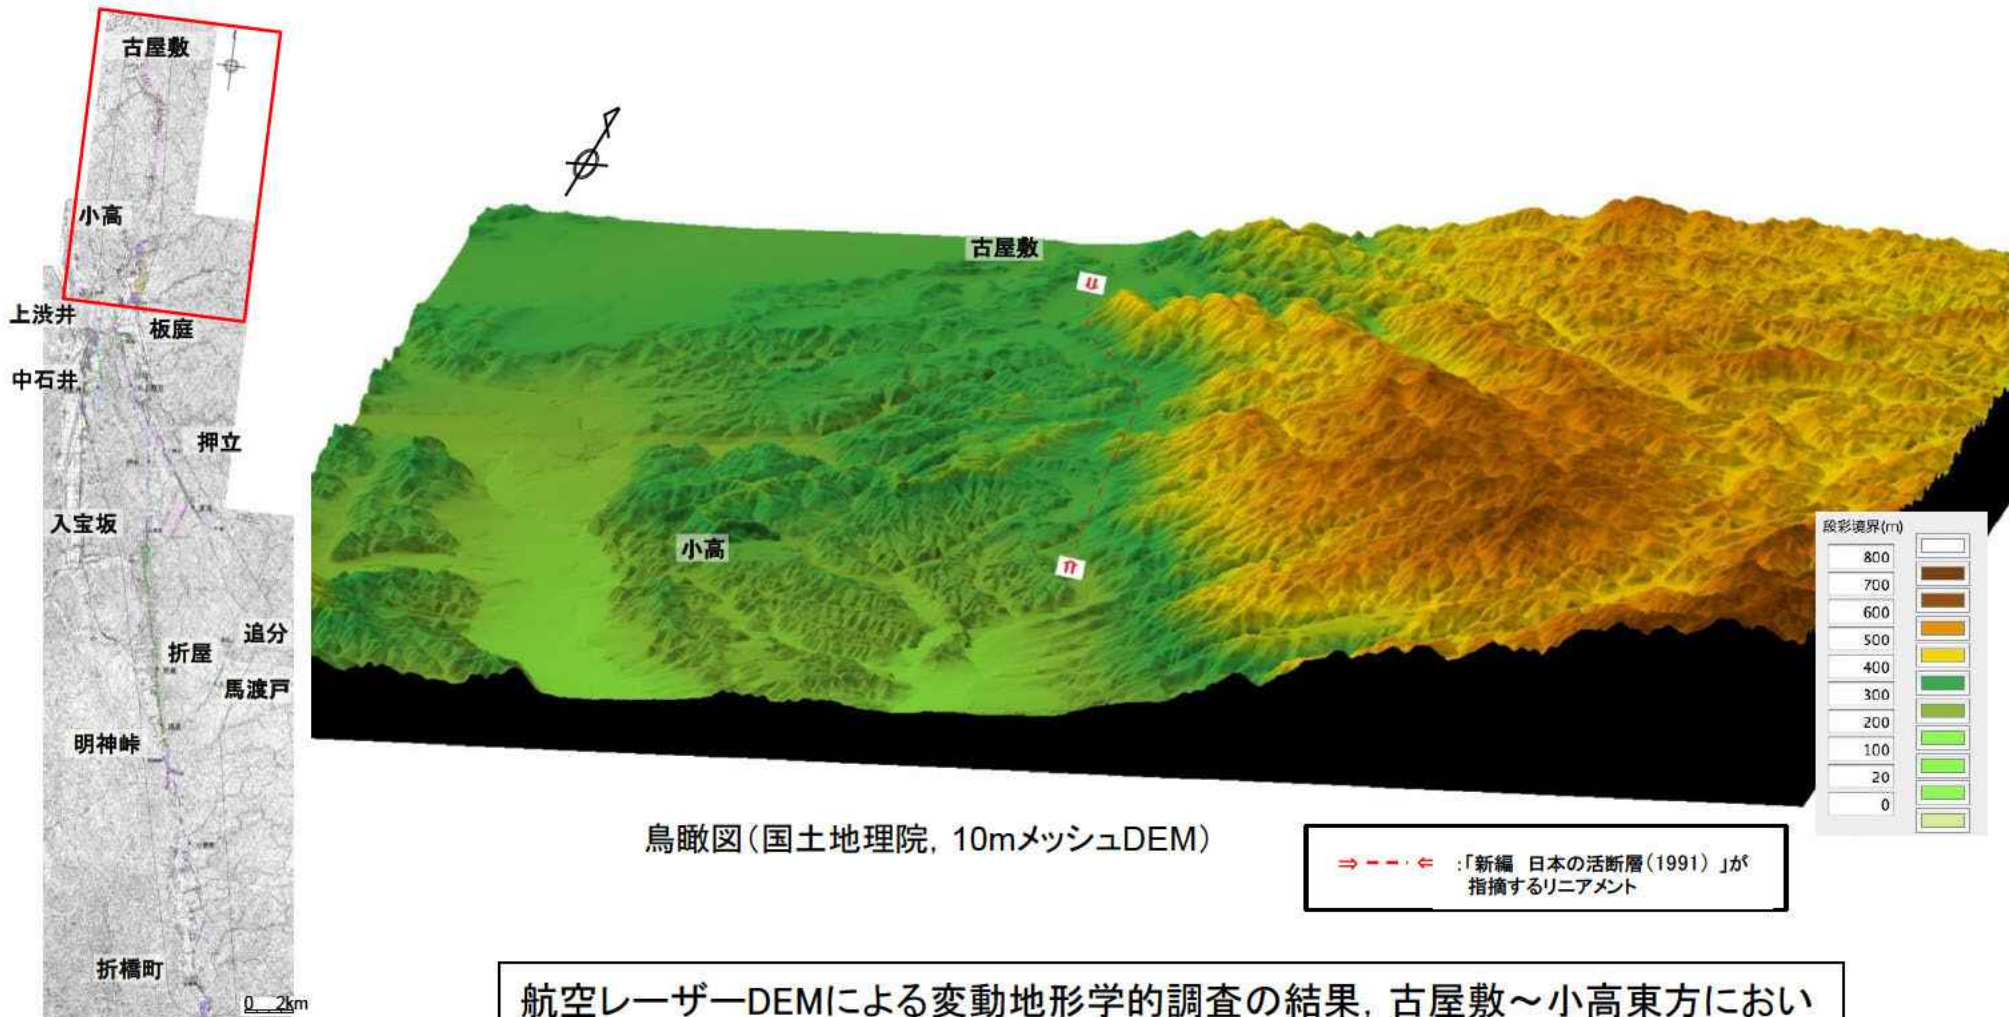 古屋敷
小高
上渋井
板庭
中石井
押立
入宝坂
追分
折屋
馬渡戸
明神峠
折橋町
0 2km
古屋敷
小高
段彩境界(m)
800
700
600
500
400
300
200
100
20
0
鳥瞰図(国土地理院，10mメッシュDEM)
:「新編 日本の活断層(1991)」が
指摘するリニアメント
航空レーザーDEMによる変動地形学的調査の結果，古屋敷～小高東方におい